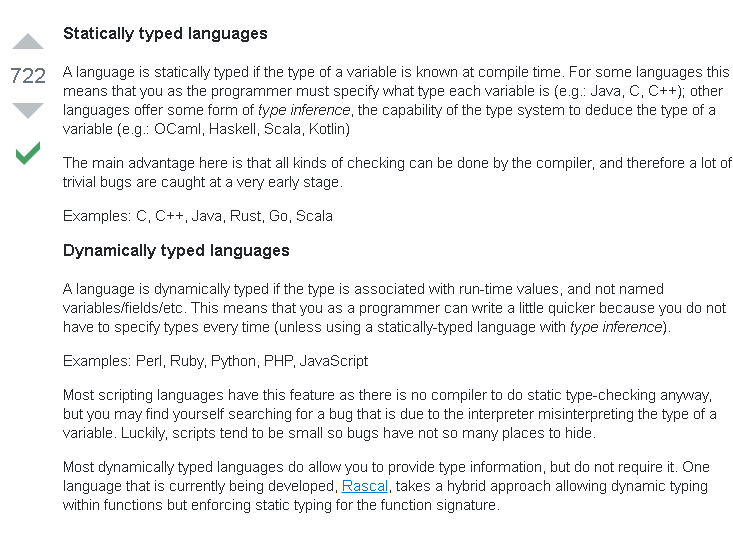 Statically typed languages
722
A language is statically typed if the type of a variable is known at compile time. For some languages this
means that you as the programmer must specify what type each variable is (e.g.: Java, C, C++); other
languages offer some form of type inference, the capability of the type system to deduce the type of a
variable (e.g.: OCaml, Haskell, Scala, Kotlin)
The main advantage here is that all kinds of checking can be done by the compiler, and therefore a lot of
trivial bugs are caught at a very early stage.
Examples: C, C++, Java, Rust, Go, Scala
Dynamically typed languages
A language is dynamically typed if the type is associated with run-time values, and not named
variables/fields/etc. This means that you as a programmer can write a little quicker because you do not
have to specify types every time (unless using a statically-typed language with type inference).
Examples: Perl, Ruby, Python, PHP, JavaScript
Most scripting languages have this feature as there is no compiler to do static type-checking anyway,
but you may find yourself searching for a bug that is due to the interpreter misinterpreting the type of a
variable. Luckily, scripts tend to be small so bugs have not so many places to hide.
Most dynamically typed languages do allow you to provide type information, but do not require it. One
language that is currently being developed, Rascal, takes a hybrid approach allowing dynamic typing
within functions but enforcing static typing for the function signature.